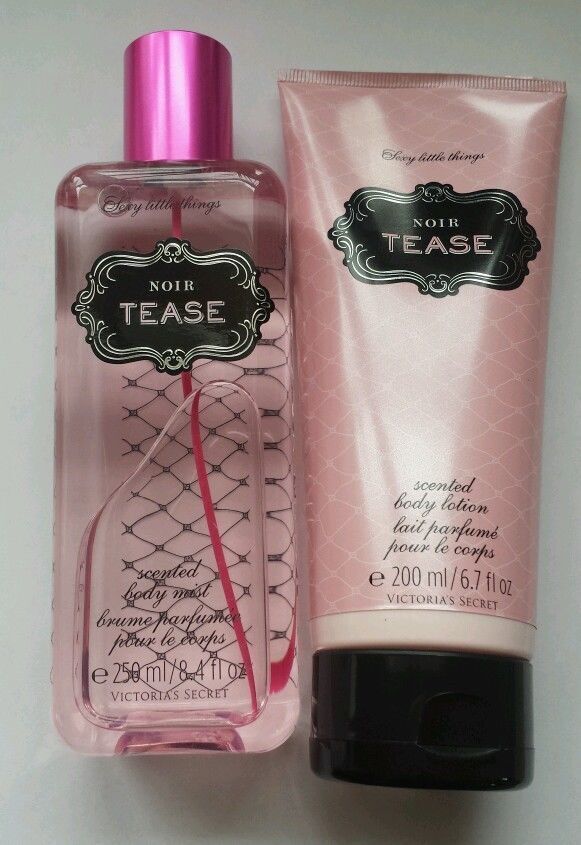 Sexy little things
NOIR
TEASE
scented
body mist
brume parfumée
pour le corps
e 250 ml/8.4 fl oz
VICTORIA'S SECRET
Sexy little things
NOIR
TEASE
scented
body lotion
lait parfumé
pour le corps
e 200 ml/6.7 fl oz
VICTORIA'S SECRET